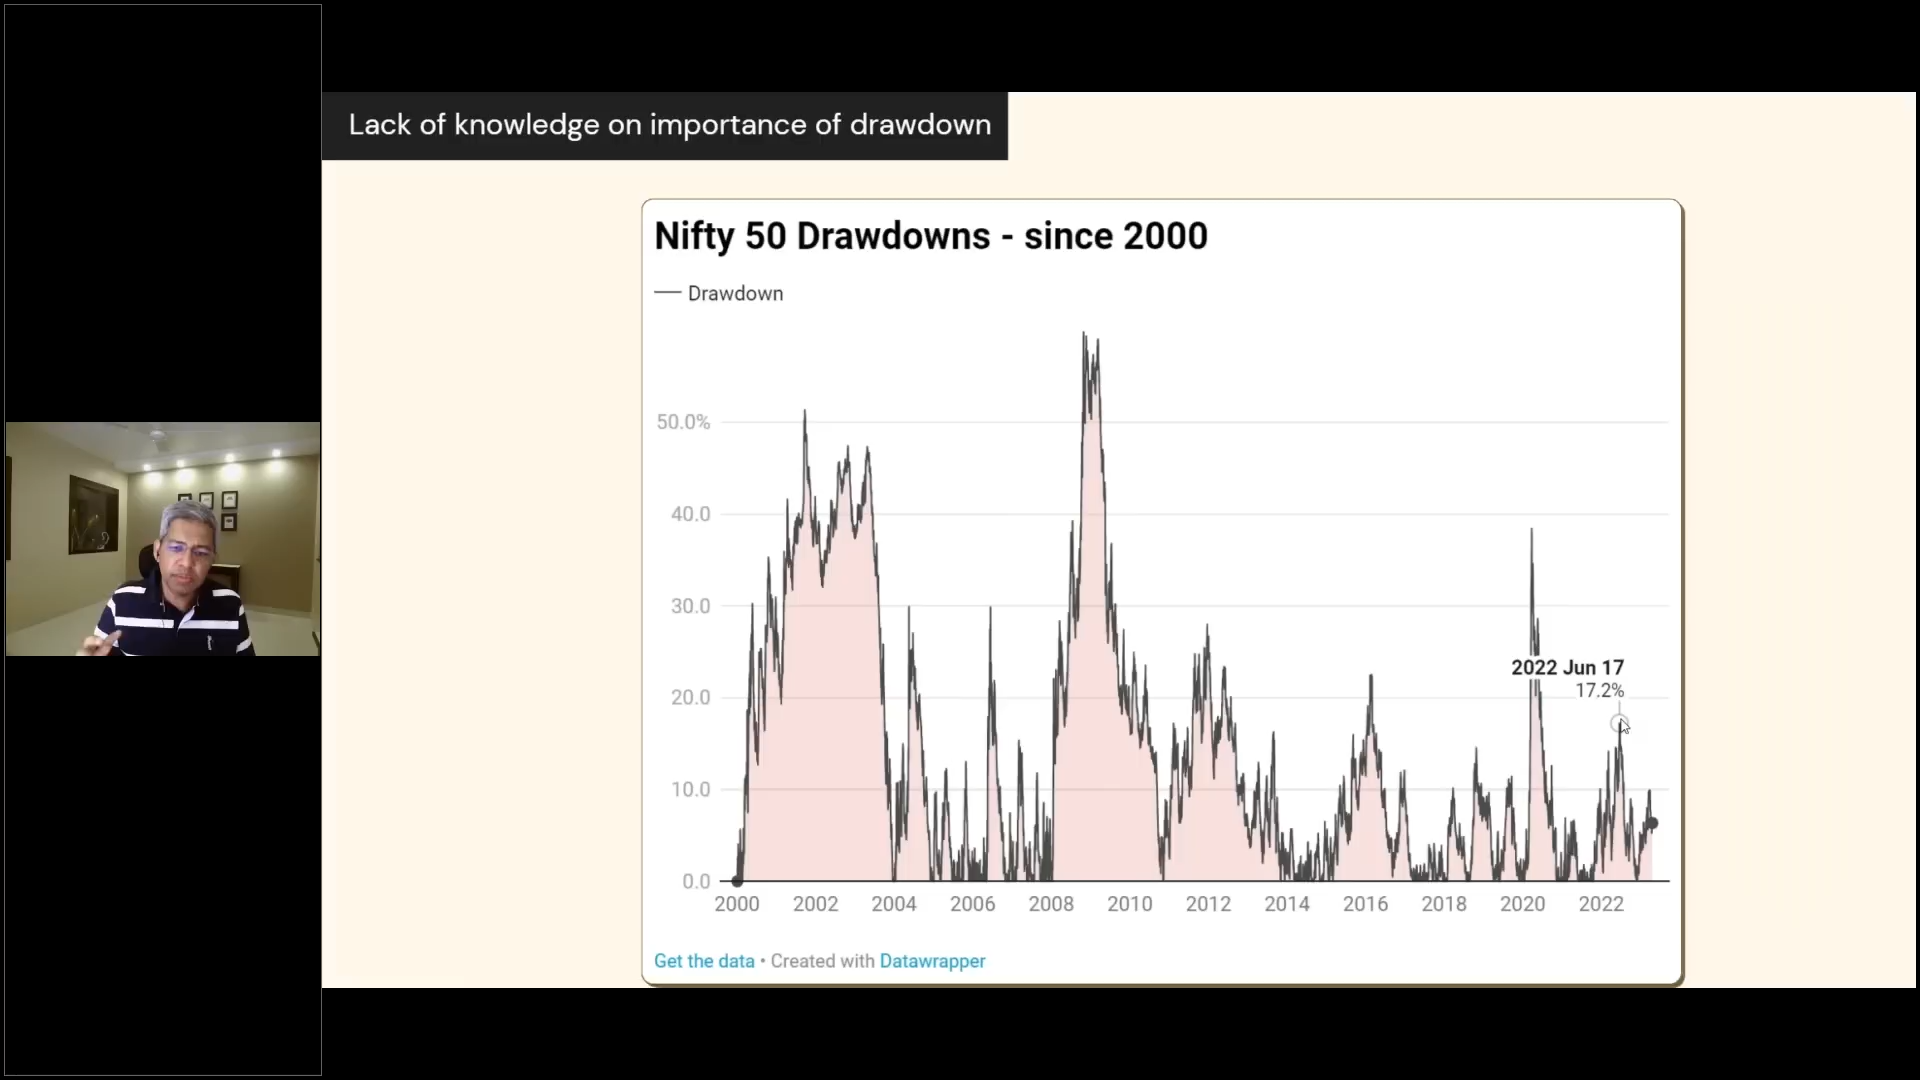 Lack of knowledge on importance of drawdown
Nifty 50 Drawdowns - since 2000
Drawdown
50.0%
40.0
30.0
2022 Jun 17
20.0
17.2%
10.0
0.0
2000 2002 2004 2006 2008 2010 2012 2014 2016 2018 2020 2022
Get the data • Created with Datawrapper